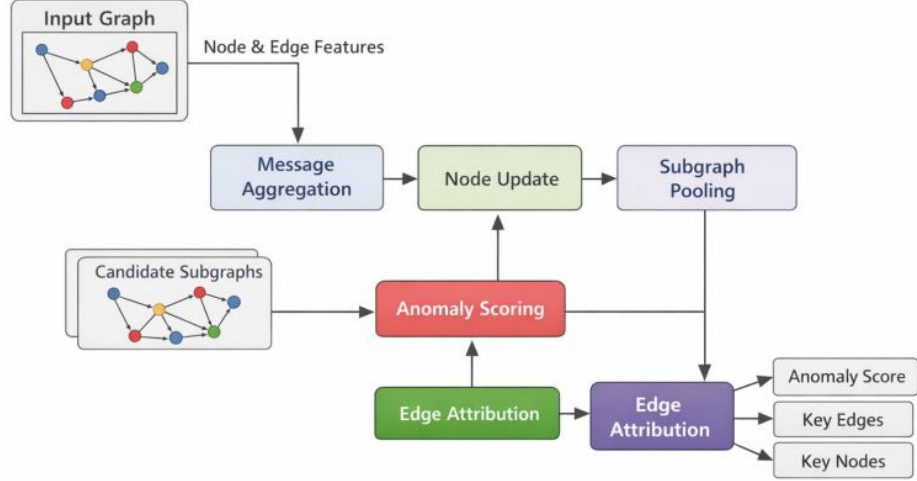 Input Graph
Node & Edge Features
Message
Aggregation
Node Update
Subgraph
Pooling
Candidate Subgraphs
Anomaly Scoring
Edge Attribution
Edge
Attribution
Anomaly Score
Key Edges
Key Nodes